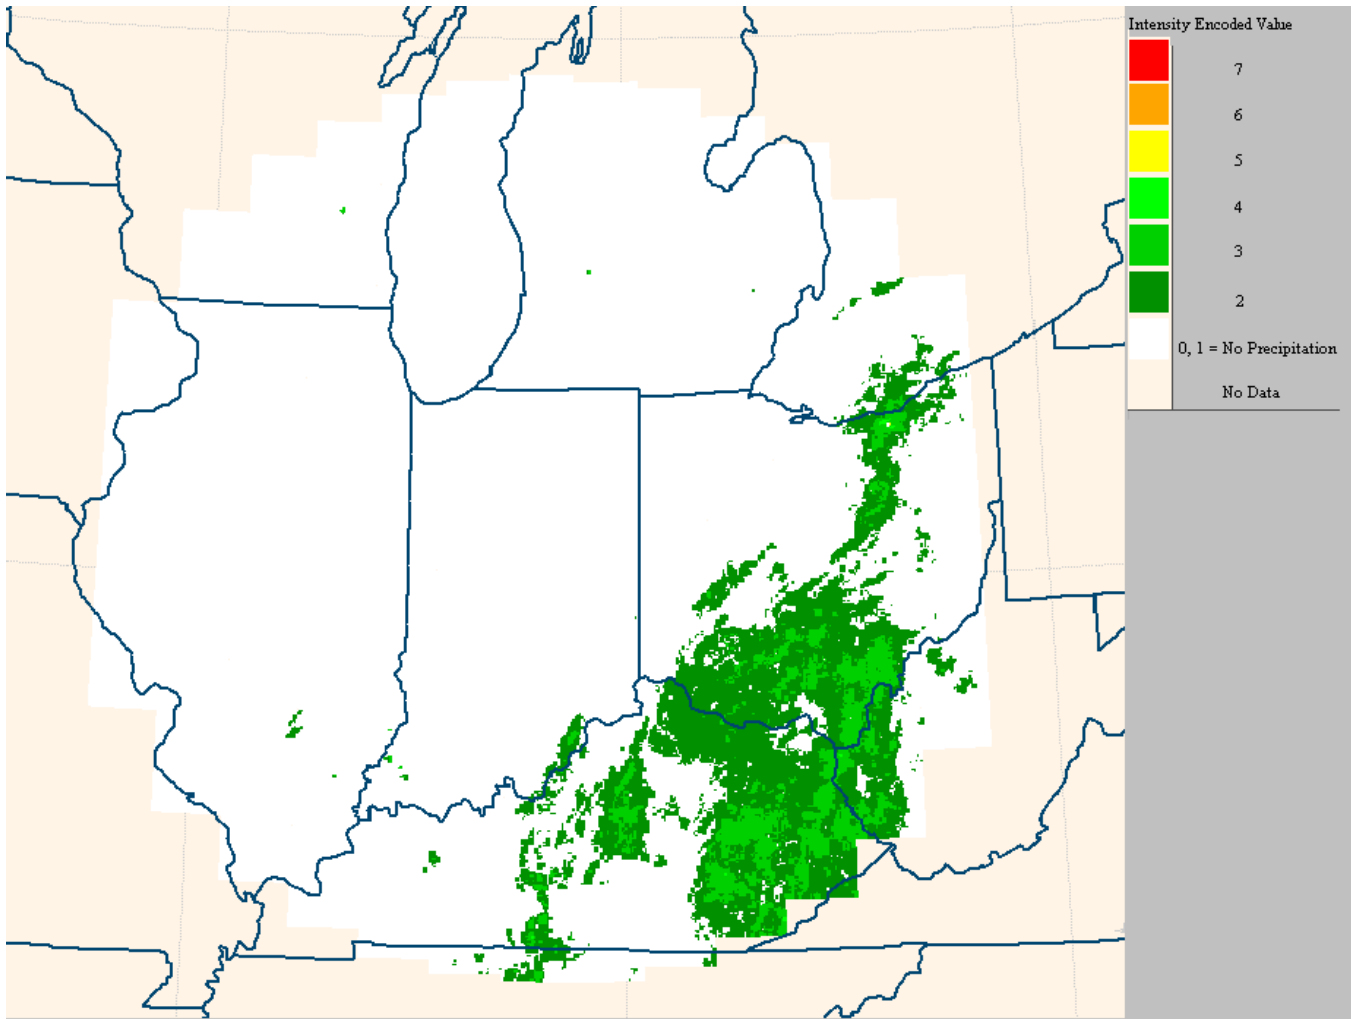 Intensity Encoded Value
7
6
5
4
3
2
0, 1 = No Precipitation
No Data